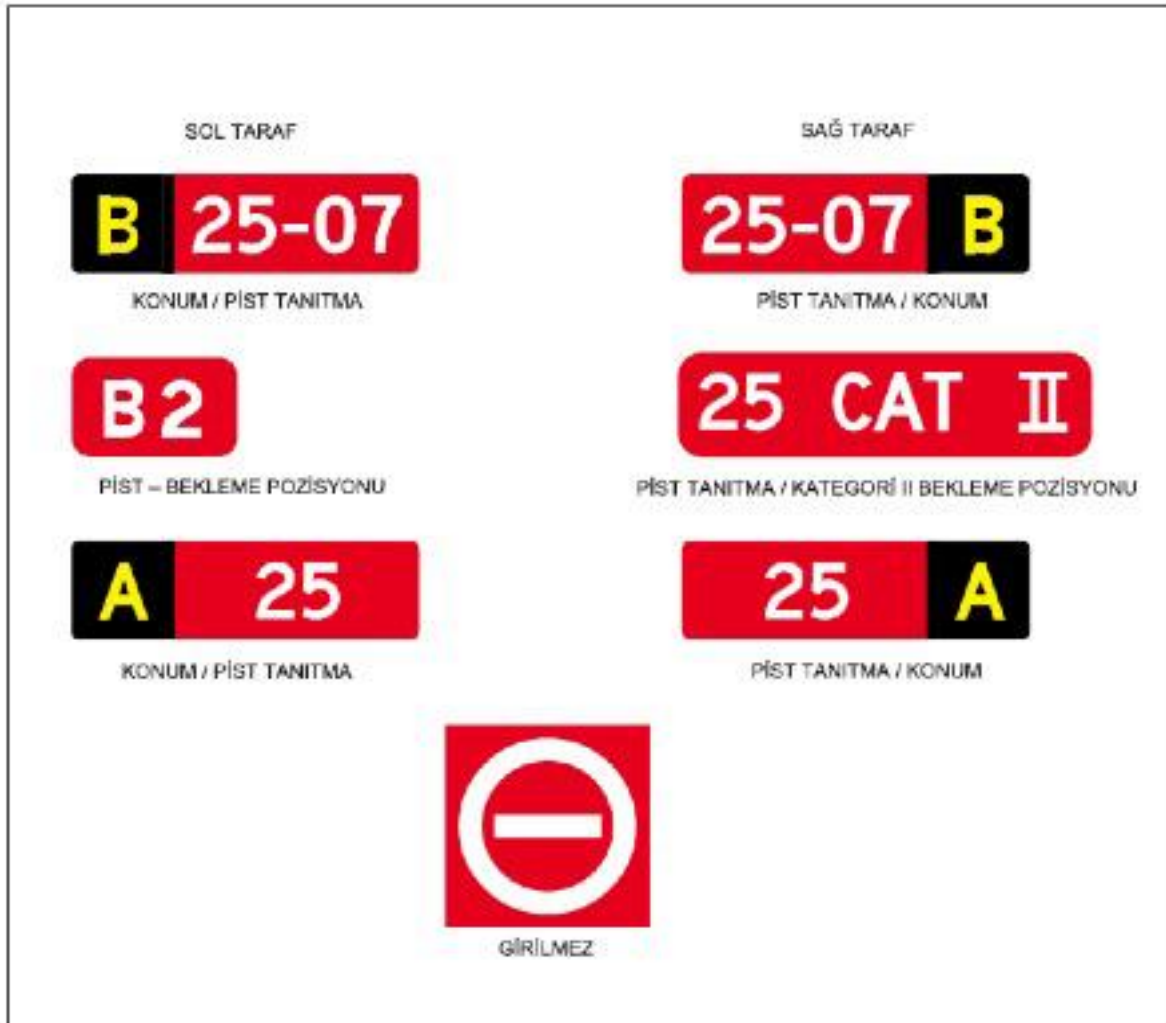 SOL TARAF
SAĞ TARAF
B 25-07
25-07 B
KONUM / PİST TANITMA
PİST TANITMA / KONUM
B2
25 CAT II
PİST – BEKLEME POZİSYONU
PİST TANITMA / KATEGORİ II BEKLEME POZİSYONU
A 25
25 A
KONUM / PİST TANITMA
PİST TANITMA / KONUM
GİRİLMEZ